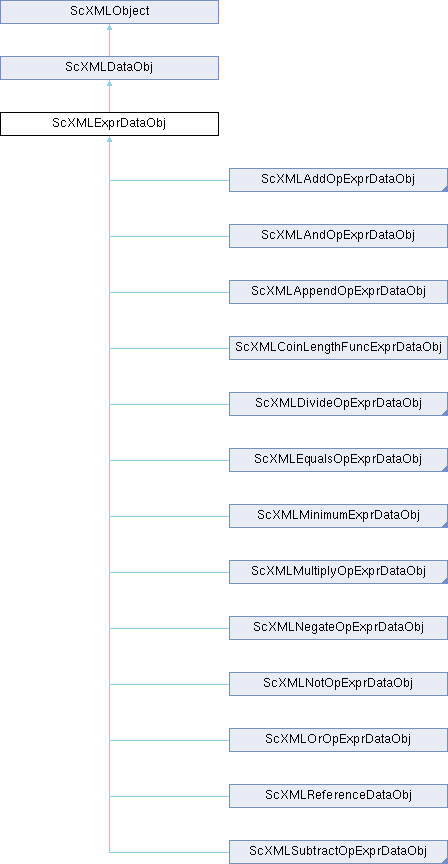 ScXMLObject
ScXMLDataObj
ScXMLExprDataObj
ScXMLAddOpExprDataObj
ScXMLAndOpExprDataObj
ScXMLAppendOpExprDataObj
ScXMLCoinLengthFuncExprDataObj
ScXMLDivideOpExprDataObj
ScXMLEqualsOpExprDataObj
ScXMLMinimumExprDataObj
ScXMLMultiplyOpExprDataObj
ScXMLNegateOpExprDataObj
ScXMLNotOpExprDataObj
ScXMLOrOpExprDataObj
ScXMLReferenceDataObj
ScXMLSubtractOpExprDataObj